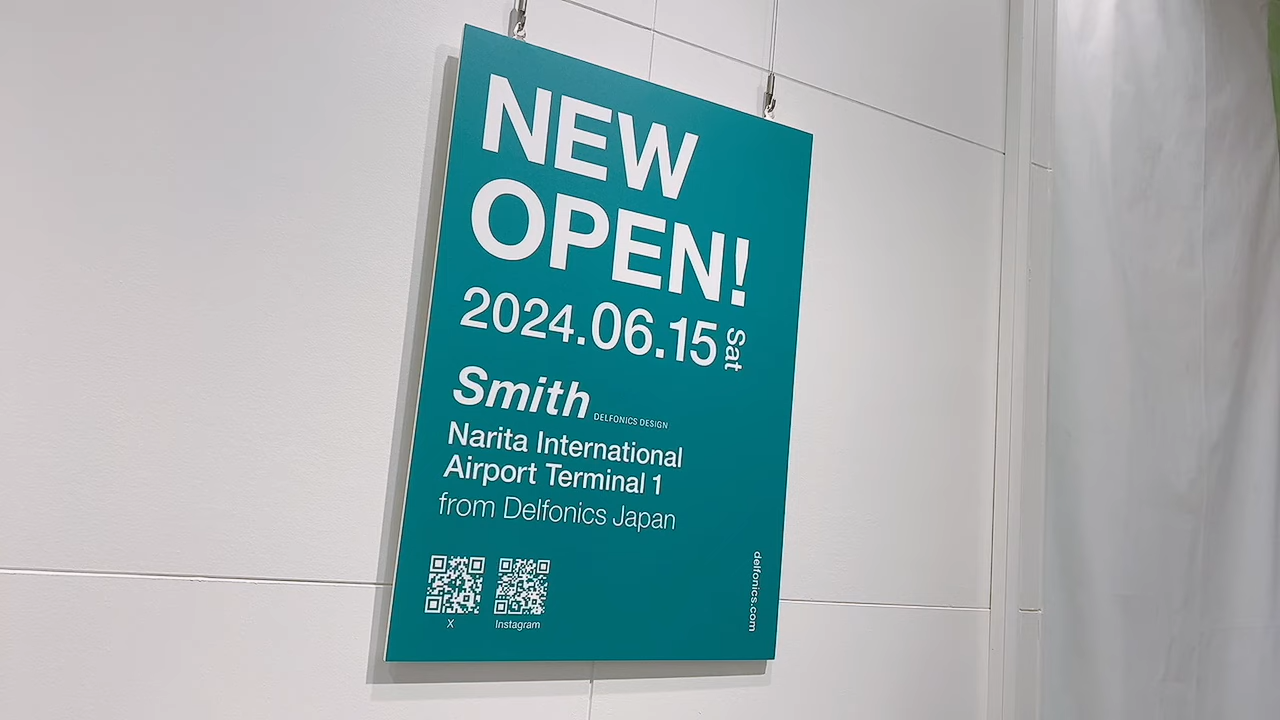 NEW
OPEN!
2024.06.15 Sat
Smith DELFONICS DESIGN
Narita International
Airport Terminal 1
from Delfonics Japan
X Instagram
delfonics.com